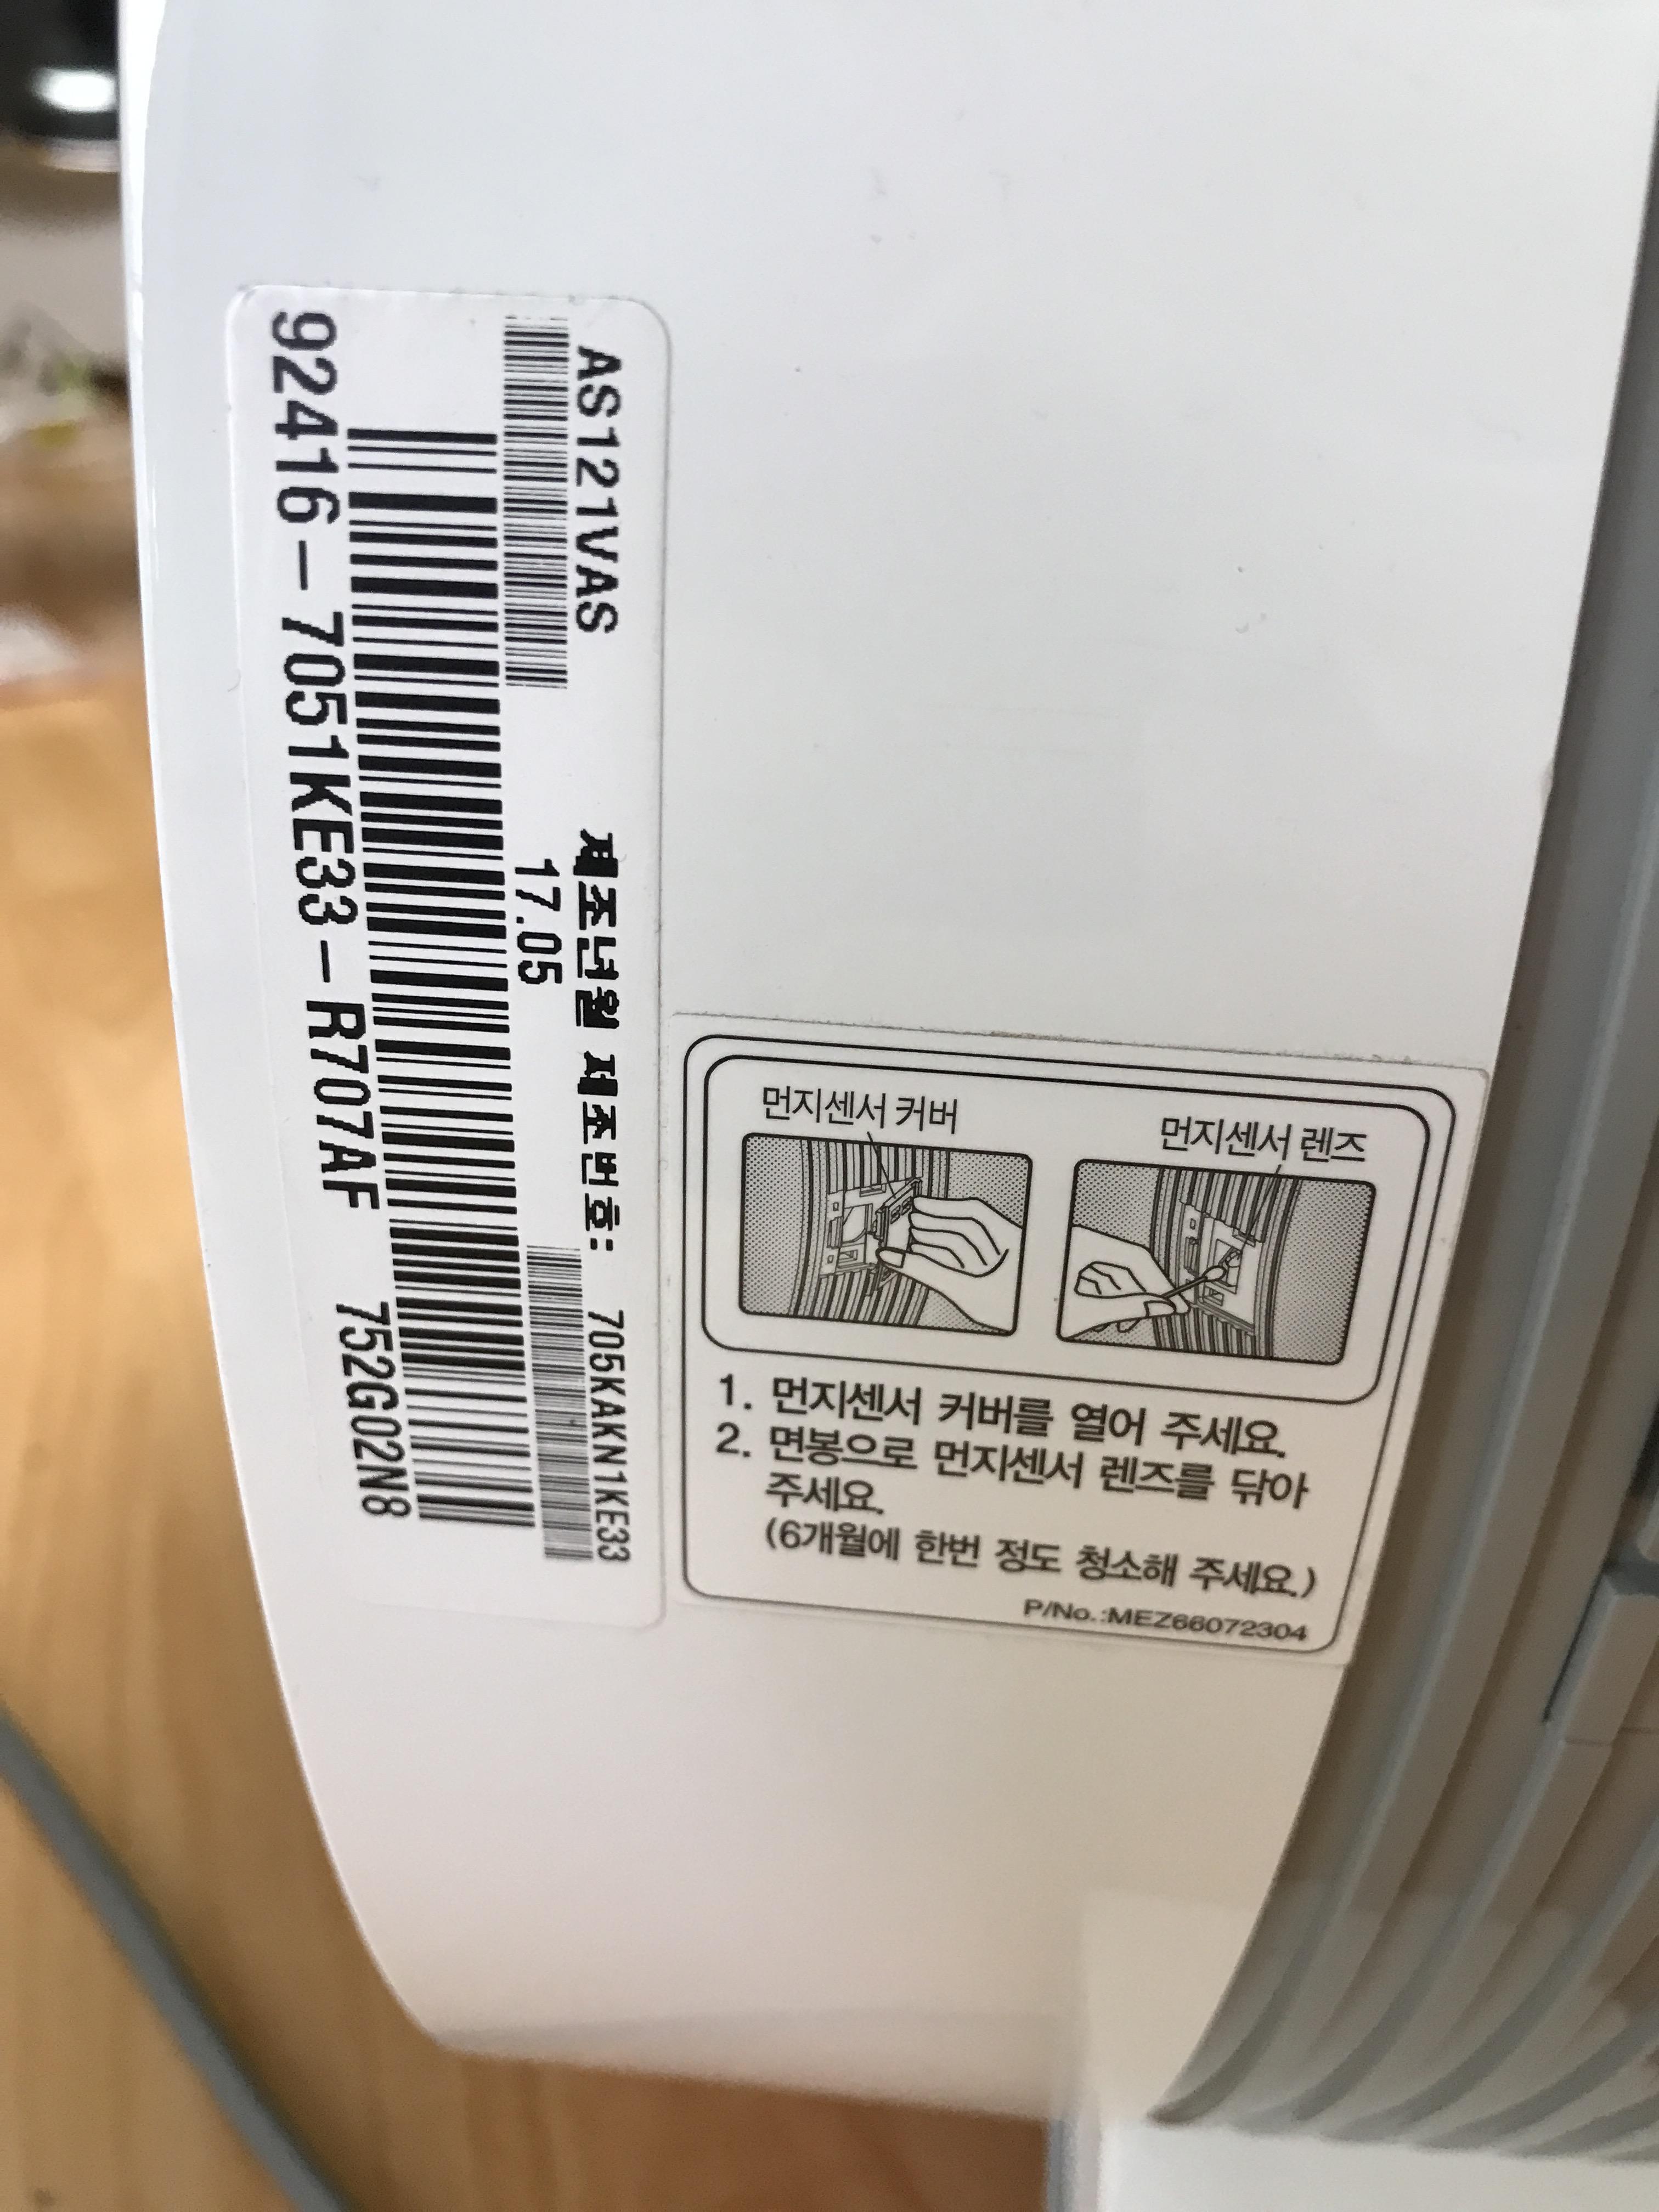 AS121VAS
제조년월 제조번호: 705KAKN1KE33
17.05
92416-7051KE33-R707AF 752G02N8
먼지센서 커버
먼지센서 렌즈
1. 먼지센서 커버를 열어 주세요.
2. 면봉으로 먼지센서 렌즈를 닦아
주세요.
(6개월에 한번 정도 청소해 주세요.)
P/No.:MEZ66072304